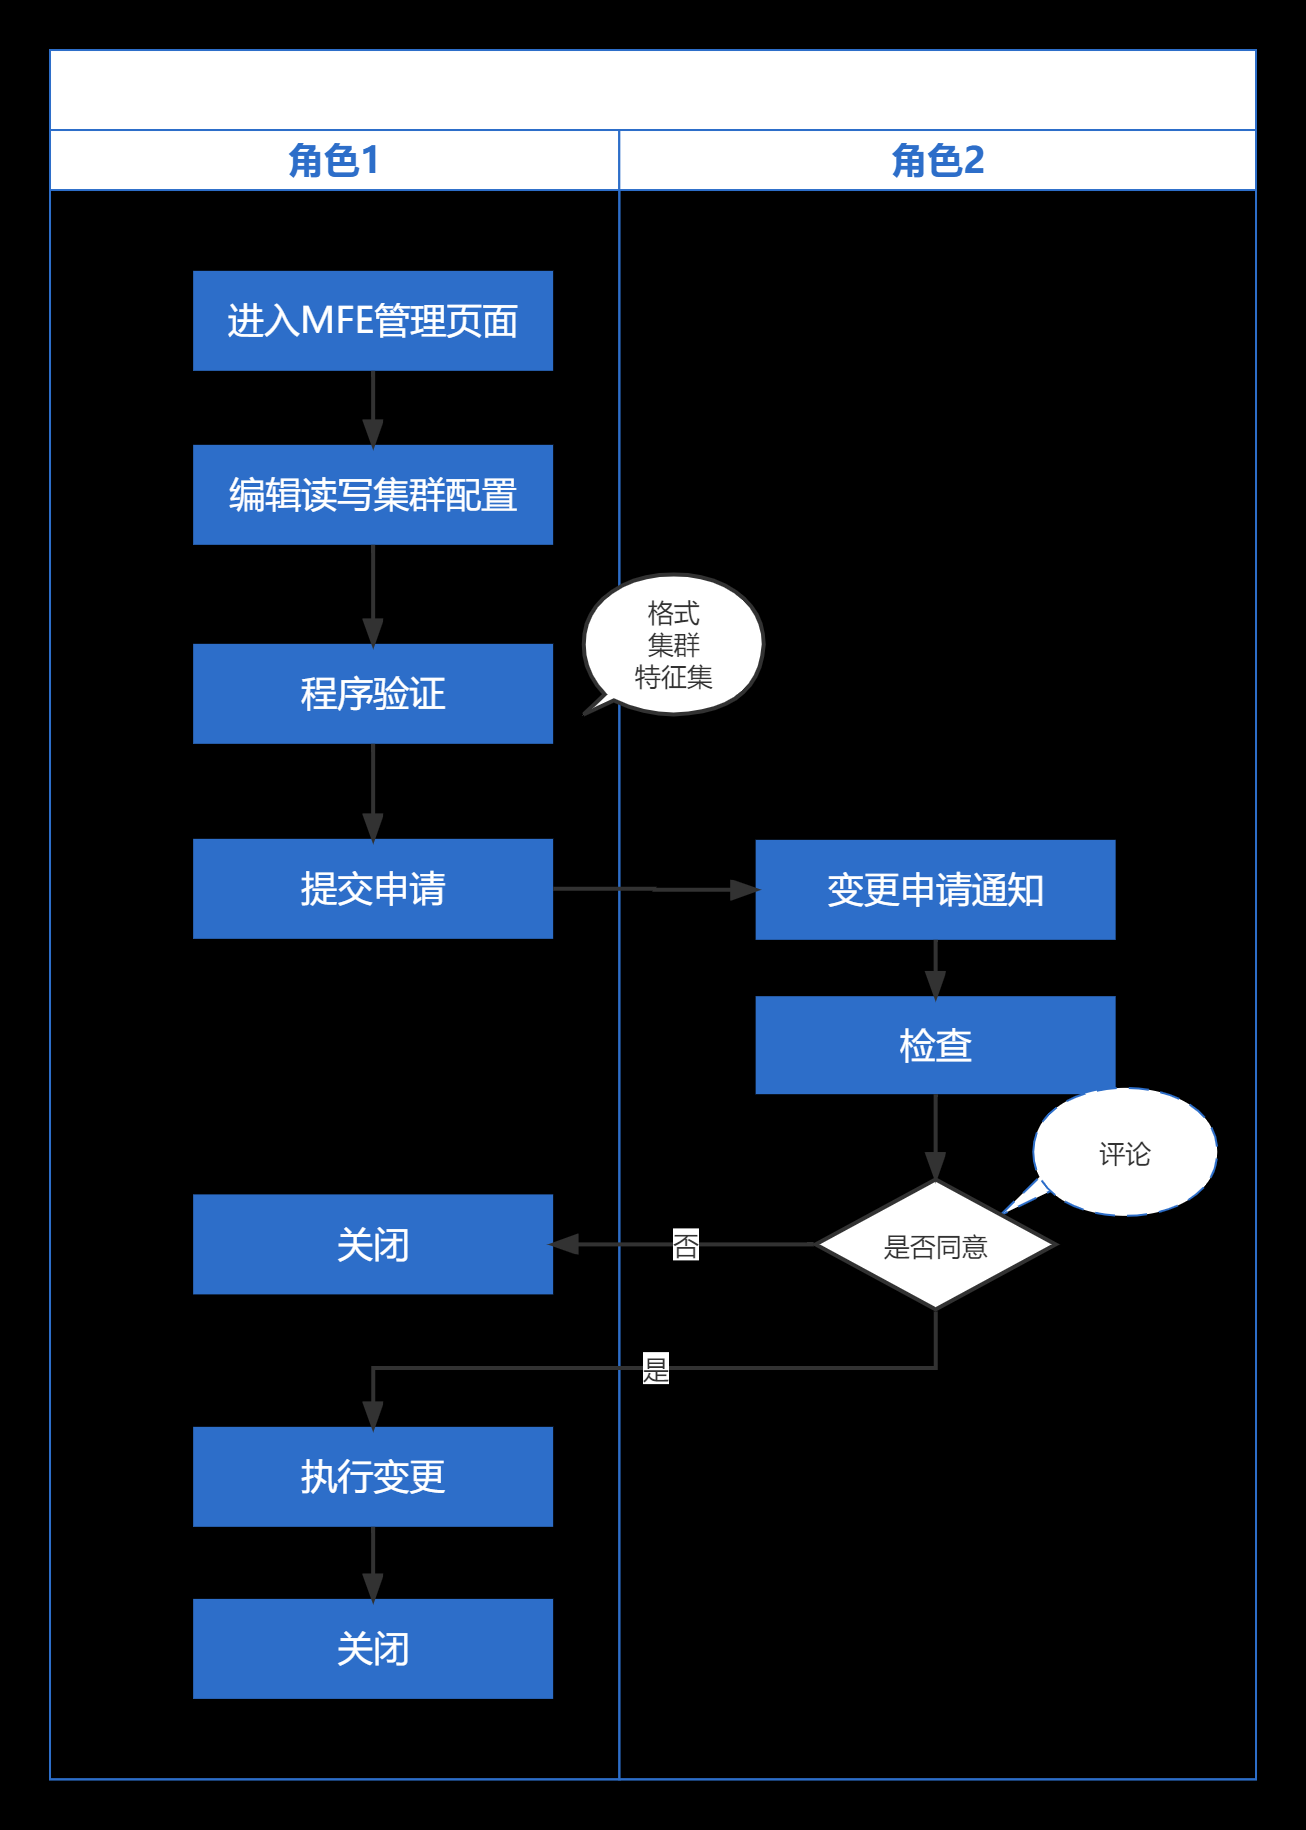 角色1
角色2
进入MFE管理页面
编辑读写集群配置
格式
集群
特征集
程序验证
提交申请
变更申请通知
检查
评论
是否同意
否
关闭
是
执行变更
关闭